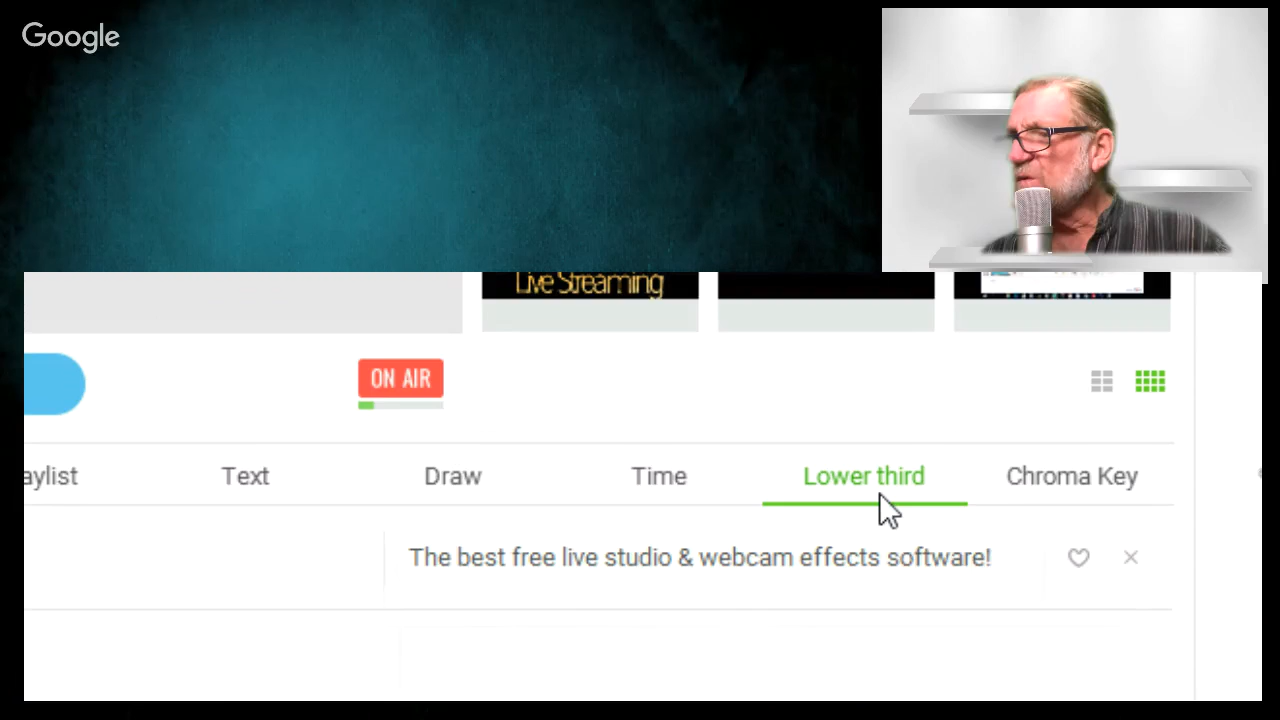 Google
Live Streaming
ON AIR
aylist Text Draw Time Lower third Chroma Key
The best free live studio & webcam effects software!